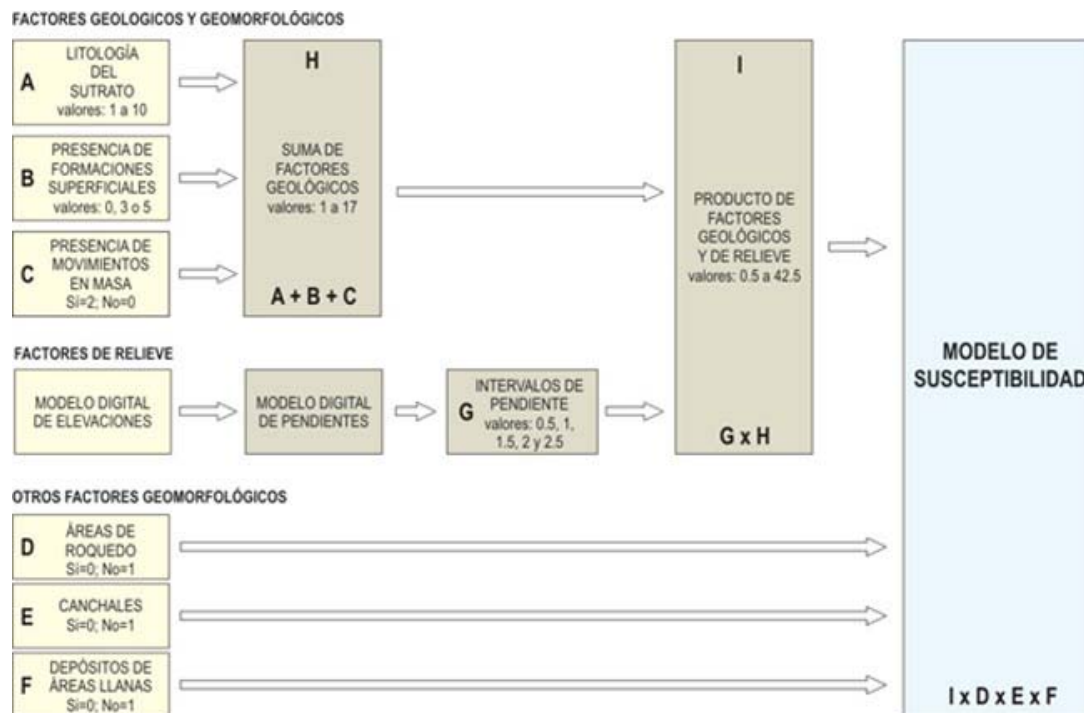 FACTORES GEOLOGICOS Y GEOMORFOLÓGICOS
A
LITOLOGÍA
DEL
SUTRATO
valores: 1 a 10
B
PRESENCIA DE
FORMACIONES
SUPERFICIALES
valores: 0, 3 o 5
C
PRESENCIA DE
MOVIMIENTOS
EN MASA
Sí=2; No=0
H
SUMA DE
FACTORES
GEOLÓGICOS
valores: 1 a 17
A + B + C
I
PRODUCTO DE
FACTORES
GEOLÓGICOS
Y DE RELIEVE
valores: 0.5 a 42.5
G x H
FACTORES DE RELIEVE
MODELO DIGITAL
DE ELEVACIONES
MODELO DIGITAL
DE PENDIENTES
G
INTERVALOS DE
PENDIENTE
valores: 0.5, 1,
1.5, 2 y 2.5
MODELO DE
SUSCEPTIBILIDAD
OTROS FACTORES GEOMORFOLÓGICOS
D
ÁREAS DE
ROQUEDO
Sí=0; No=1
E
CANCHALES
Sí=0; No=1
F
DEPÓSITOS DE
ÁREAS LLANAS
Sí=0; No=1
I x D x E x F